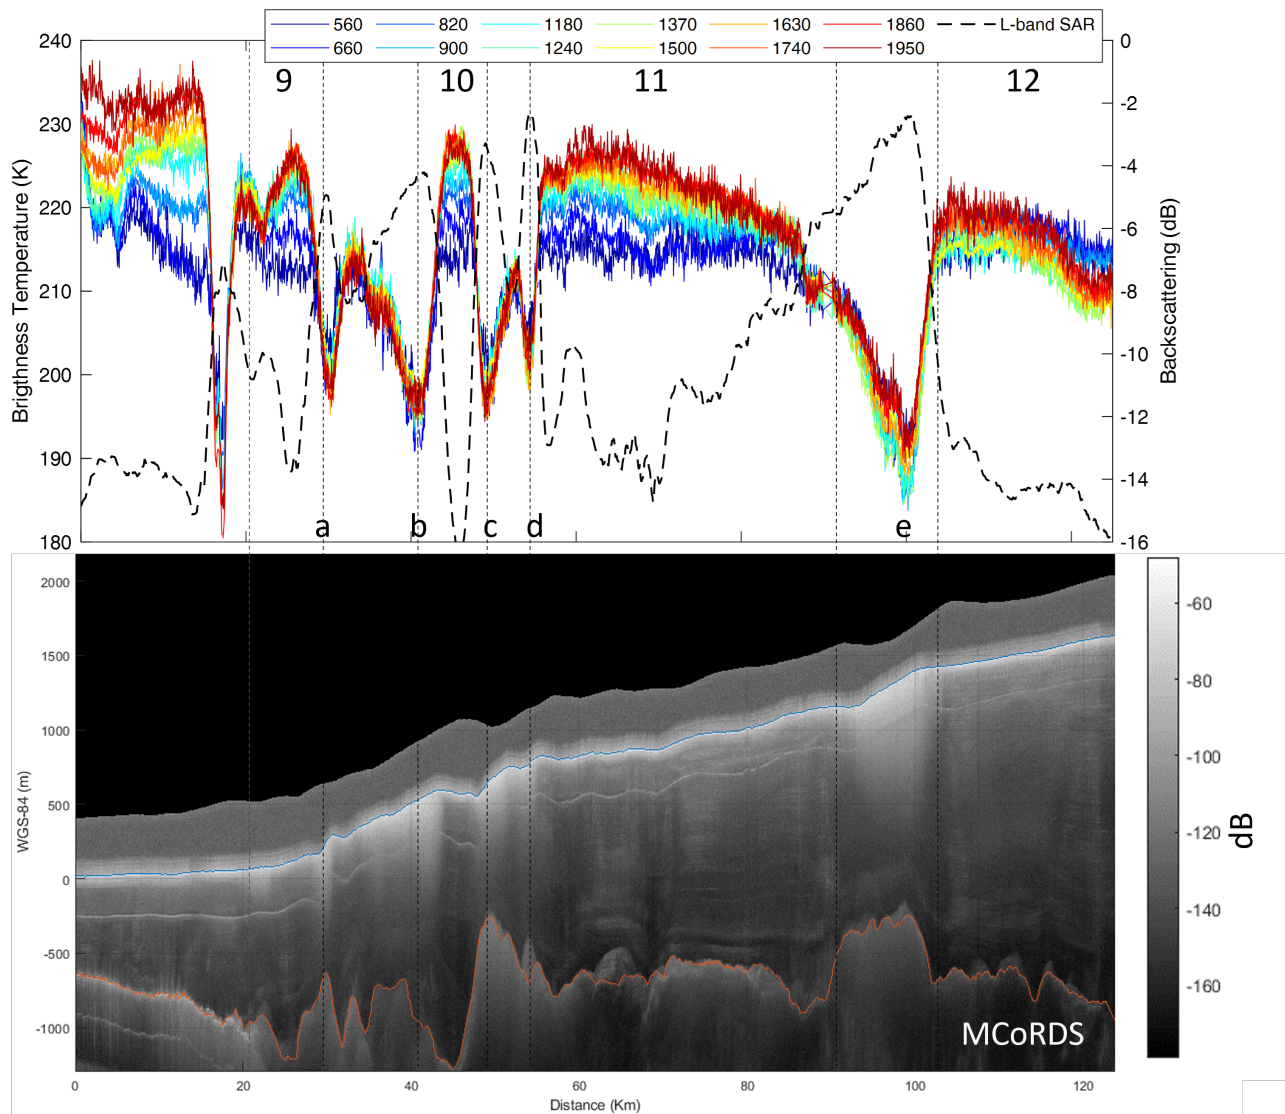 560 820 1180 1370 1630 1860 L-band SAR
660 900 1240 1500 1740 1950
240
230
220
210
200
190
180
Brigthness Temperature (K)
9 10 11 12
a b c d e
0
-2
-4
-6
-8
-10
-12
-14
-16
Backscattering (dB)
2000
1500
1000
500
0
-500
-1000
WGS-84 (m)
MCoRDS
0 20 40 60 80 100 120
Distance (Km)
-60
-80
-100
-120
-140
-160
dB